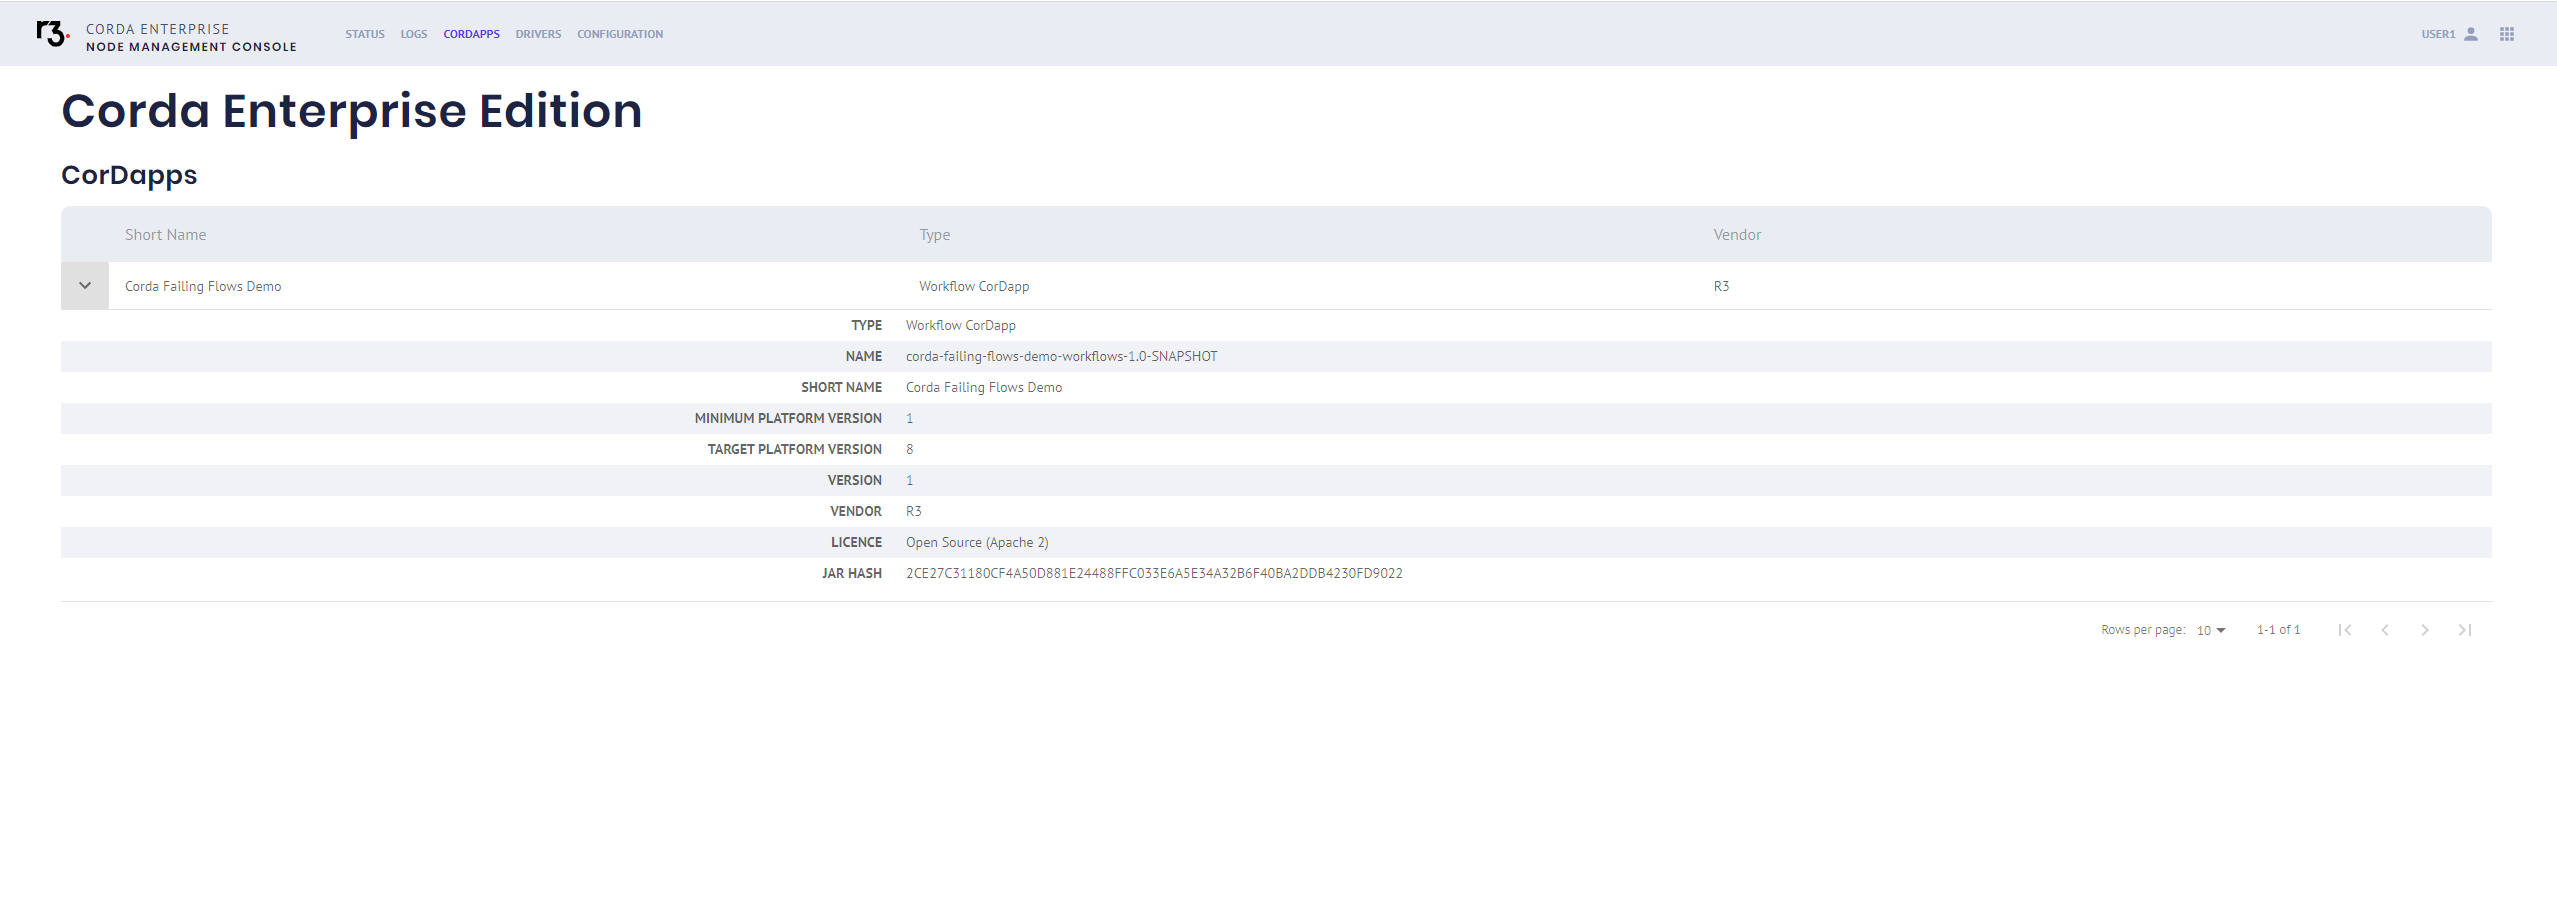 r3.
CORDA ENTERPRISE
NODE MANAGEMENT CONSOLE
STATUS LOGS CORDAPPS DRIVERS CONFIGURATION
USER1
Corda Enterprise Edition
CorDapps
Short Name Type Vendor
Corda Failing Flows Demo Workflow CorDapp R3
TYPE Workflow CorDapp
NAME corda-failing-flows-demo-workflows-1.0-SNAPSHOT
SHORT NAME Corda Failing Flows Demo
MINIMUM PLATFORM VERSION 1
TARGET PLATFORM VERSION 8
VERSION 1
VENDOR R3
LICENCE Open Source (Apache 2)
JAR HASH 2CE27C31180CF4A50D881E24488FFC033E6A5E34A32B6F40BA2DDB4230FD9022
Rows per page: 10 1-1 of 1